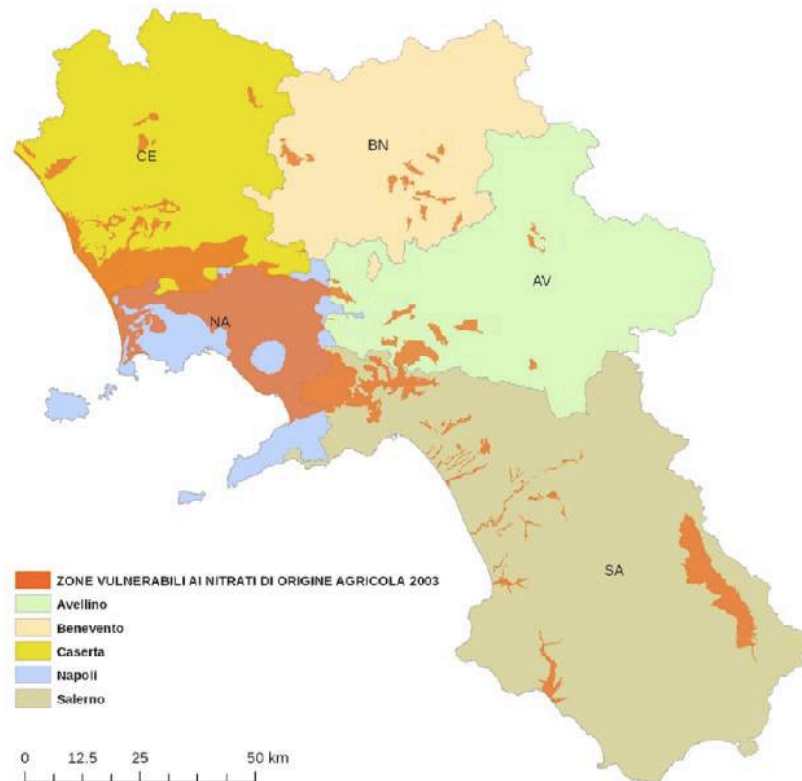 BN
CE
AV
NA
SA
ZONE VULNERABILI AI NITRATI DI ORIGINE AGRICOLA 2003
Avellino
Benevento
Caserta
Napoli
Salerno
0 12.5 25 50 km